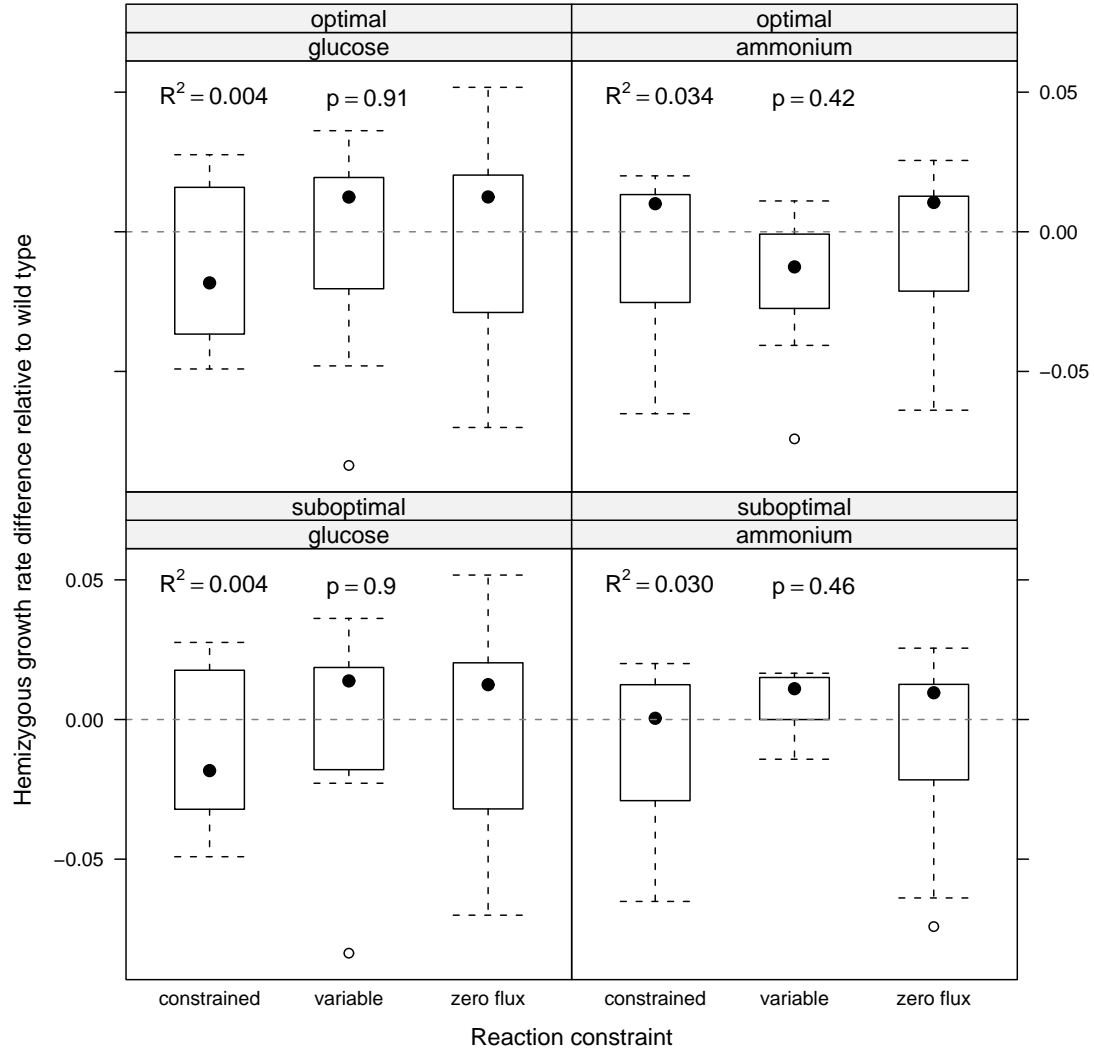 optimal
optimal
glucose
ammonium
R² = 0.004
p = 0.91
R² = 0.034
p = 0.42
0.05
0.00
−0.05
suboptimal
suboptimal
glucose
ammonium
R² = 0.004
p = 0.9
R² = 0.030
p = 0.46
0.05
0.00
−0.05
constrained
variable
zero flux
constrained
variable
zero flux
Reaction constraint
Hemizygous growth rate difference relative to wild type